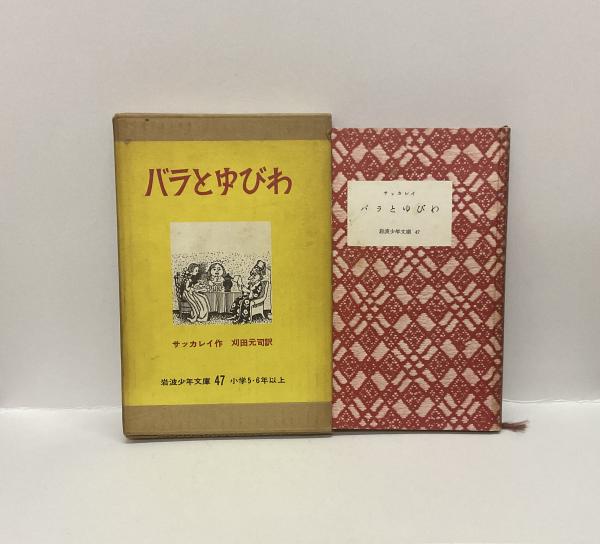 バラとゆびわ
サッカレイ作 刈田元司訳
岩波少年文庫 47 小学5・6年以上
サッカレイ
バラとゆびわ
岩波少年文庫 47